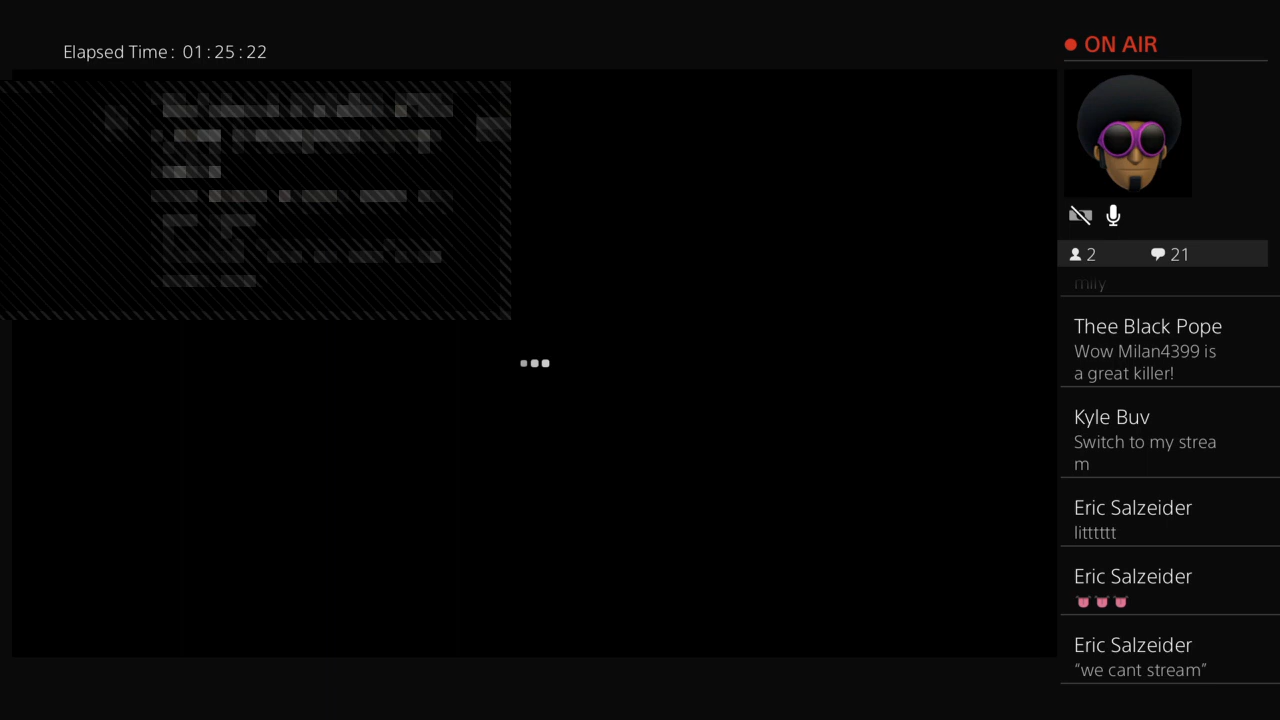 Elapsed Time: 01:25:22
ON AIR
2
21
mily
Thee Black Pope
Wow Milan4399 is
a great killer!
Kyle Buv
Switch to my strea
m
Eric Salzeider
litttttt
Eric Salzeider
Eric Salzeider
"we cant stream"